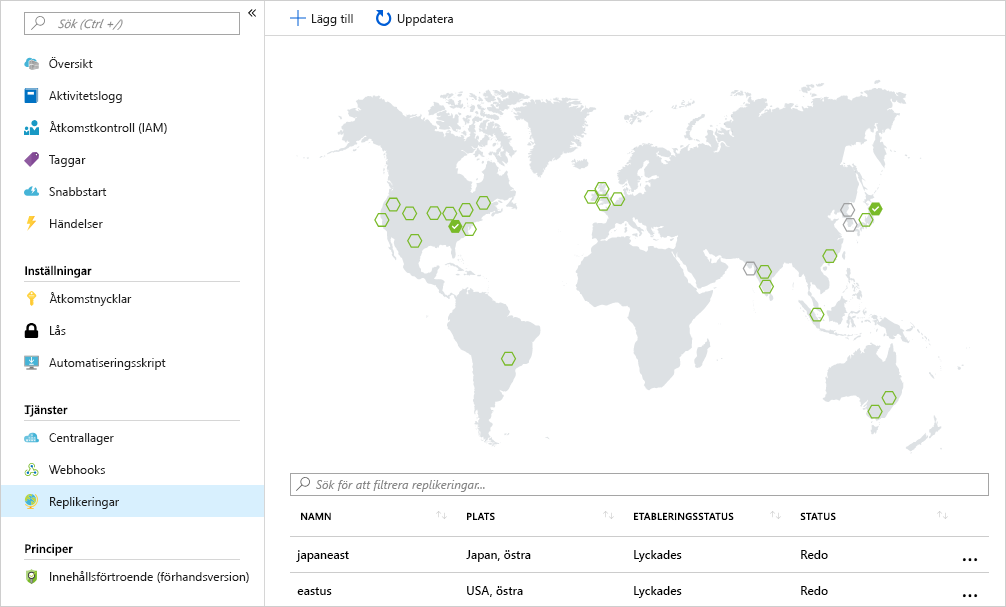 Sök (Ctrl +/)
«
Lägg till
Uppdatera
Översikt
Aktivitetslogg
Åtkomstkontroll (IAM)
Taggar
Snabbstart
Händelser
Inställningar
Åtkomstnycklar
Lås
Automatiseringsskript
Tjänster
Centrallager
Webhooks
Replikeringar
Principer
Innehållsförtroende (förhandsversion)
Sök för att filtrera replikeringar...
NAMN PLATS ETABLERINGSSTATUS STATUS
japaneast Japan, östra Lyckades Redo ...
eastus USA, östra Lyckades Redo ...